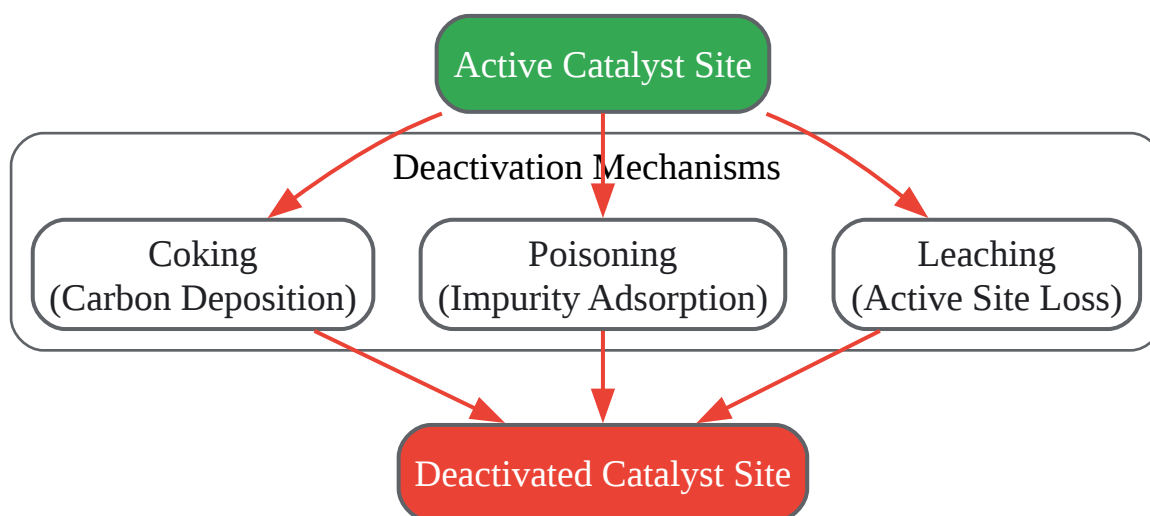 Active Catalyst Site
Deactivation Mechanisms
Coking
(Carbon Deposition)
Poisoning
(Impurity Adsorption)
Leaching
(Active Site Loss)
Deactivated Catalyst Site